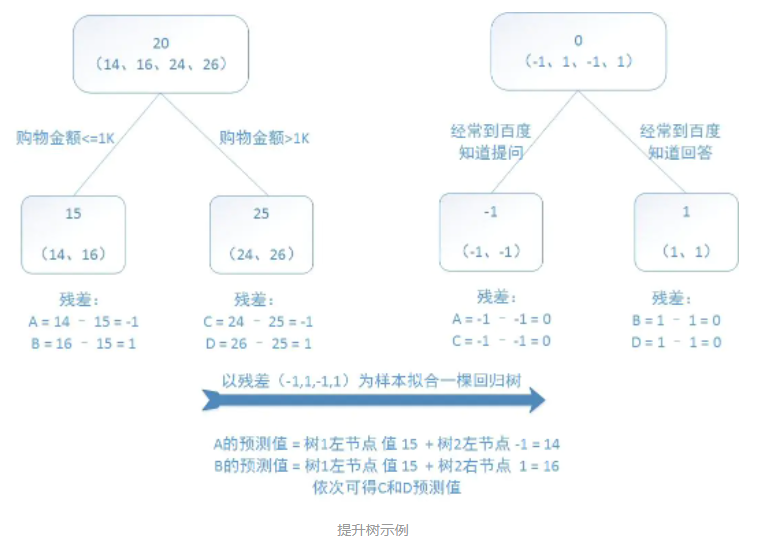 20
（14、16、24、26）
购物金额<=1K
购物金额>1K
15
（14、16）
25
（24、26）
残差：
A = 14 － 15 = -1
B = 16 － 15 = 1
残差：
C = 24 － 25 = -1
D = 26 － 25 = 1
0
（-1、1、-1、1）
经常到百度
知道提问
经常到百度
知道回答
-1
（-1、-1）
1
（1、1）
残差：
A = -1 － -1 = 0
C = -1 － -1 = 0
残差：
B = 1 － 1 = 0
D = 1 － 1 = 0
以残差（-1,1,-1,1）为样本拟合一棵回归树
A的预测值 = 树1左节点 值 15 + 树2左节点 -1 = 14
B的预测值 = 树1左节点 值 15 + 树2右节点 1 = 16
依次可得C和D预测值
提升树示例